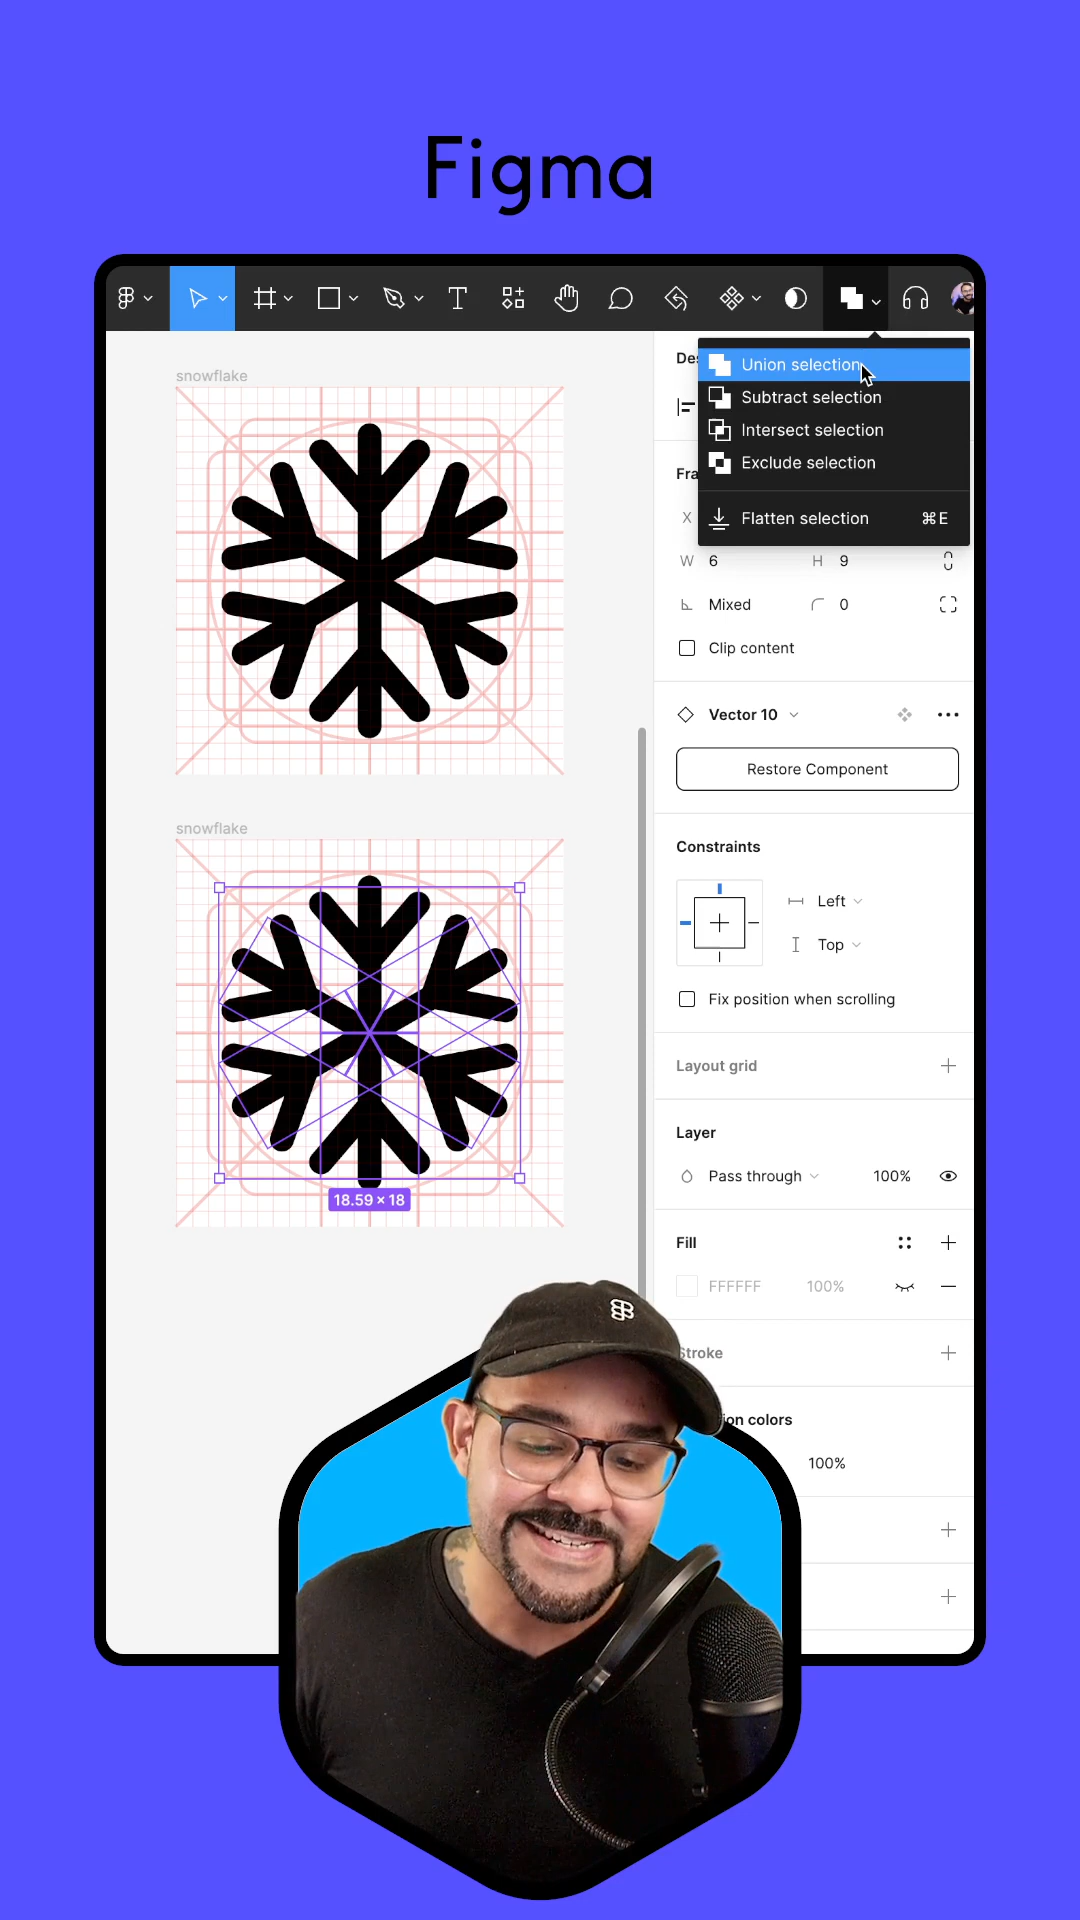 Figma
snowflake
Des
Union selection
Subtract selection
Intersect selection
Exclude selection
Flatten selection ⌘E
Fra
X
W 6 H 9
Mixed 0
Clip content
Vector 10
Restore Component
Constraints
Left
Top
Fix position when scrolling
Layout grid
Layer
Pass through 100%
Fill
FFFFFF 100%
Stroke
ion colors
100%
snowflake
18.59 × 18